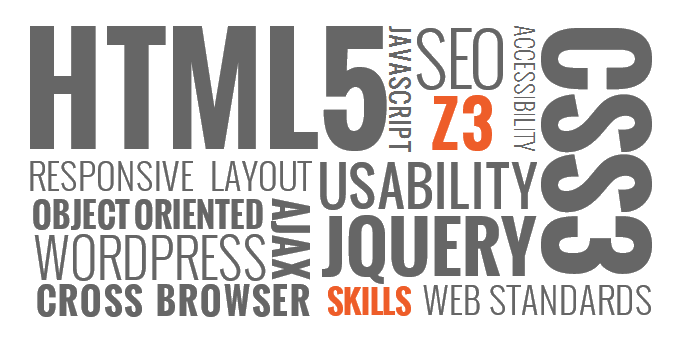 HTML5
JAVASCRIPT
SEO
Z3
ACCESSIBILITY
CSS3
RESPONSIVE LAYOUT
USABILITY
OBJECT ORIENTED
AJAX
JQUERY
WORDPRESS
CROSS BROWSER
SKILLS
WEB STANDARDS